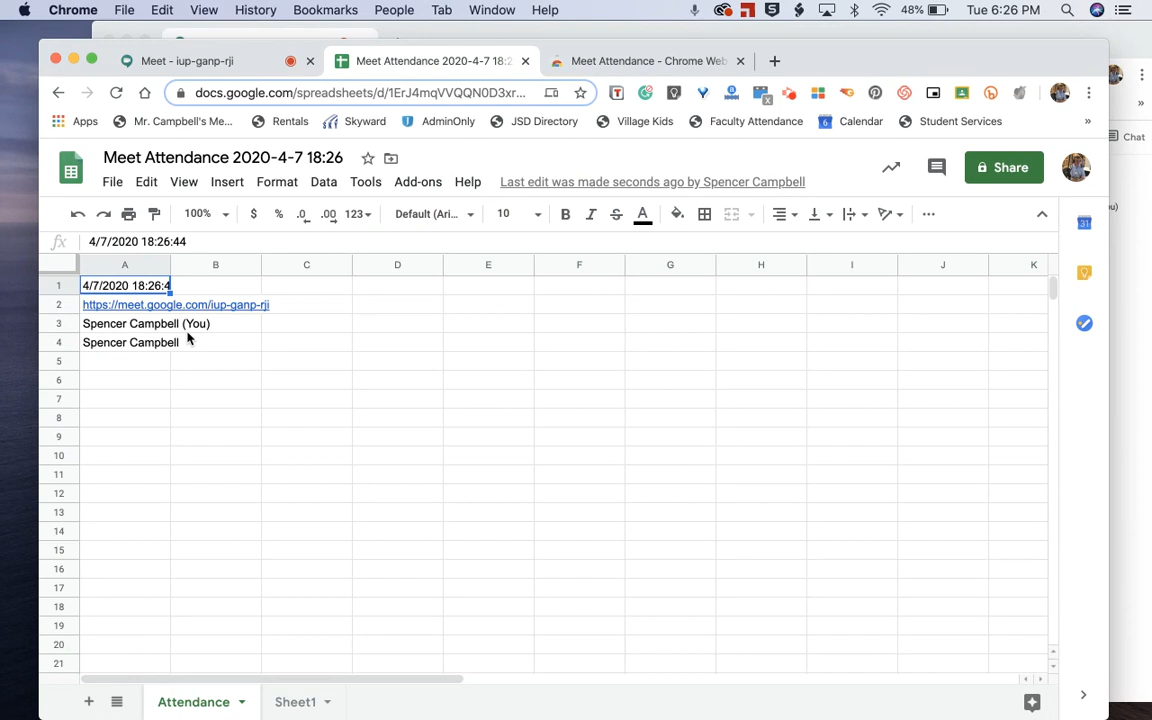 Chrome File Edit View History Bookmarks People Tab Window Help 48% Tue 6:26 PM
Meet - iup-ganp-rji Meet Attendance 2020-4-7 18:2 Meet Attendance - Chrome Web
docs.google.com/spreadsheets/d/1ErJ4mqVVQQN0D3xr...
Apps Mr. Campbell's Me... Rentals Skyward AdminOnly JSD Directory Village Kids Faculty Attendance 6 Calendar Student Services »
Meet Attendance 2020-4-7 18:26
Share
Chat
File Edit View Insert Format Data Tools Add-ons Help Last edit was made seconds ago by Spencer Campbell
100% $ % .0 .00 123 Default (Ari... 10 B I S A
fx 4/7/2020 18:26:44
A B C D E F G H I J K
1 4/7/2020 18:26:4
2 https://meet.google.com/iup-ganp-rji
3 Spencer Campbell (You)
4 Spencer Campbell
5
6
7
8
9
10
11
12
13
14
15
16
17
18
19
20
21
31
Attendance Sheet1